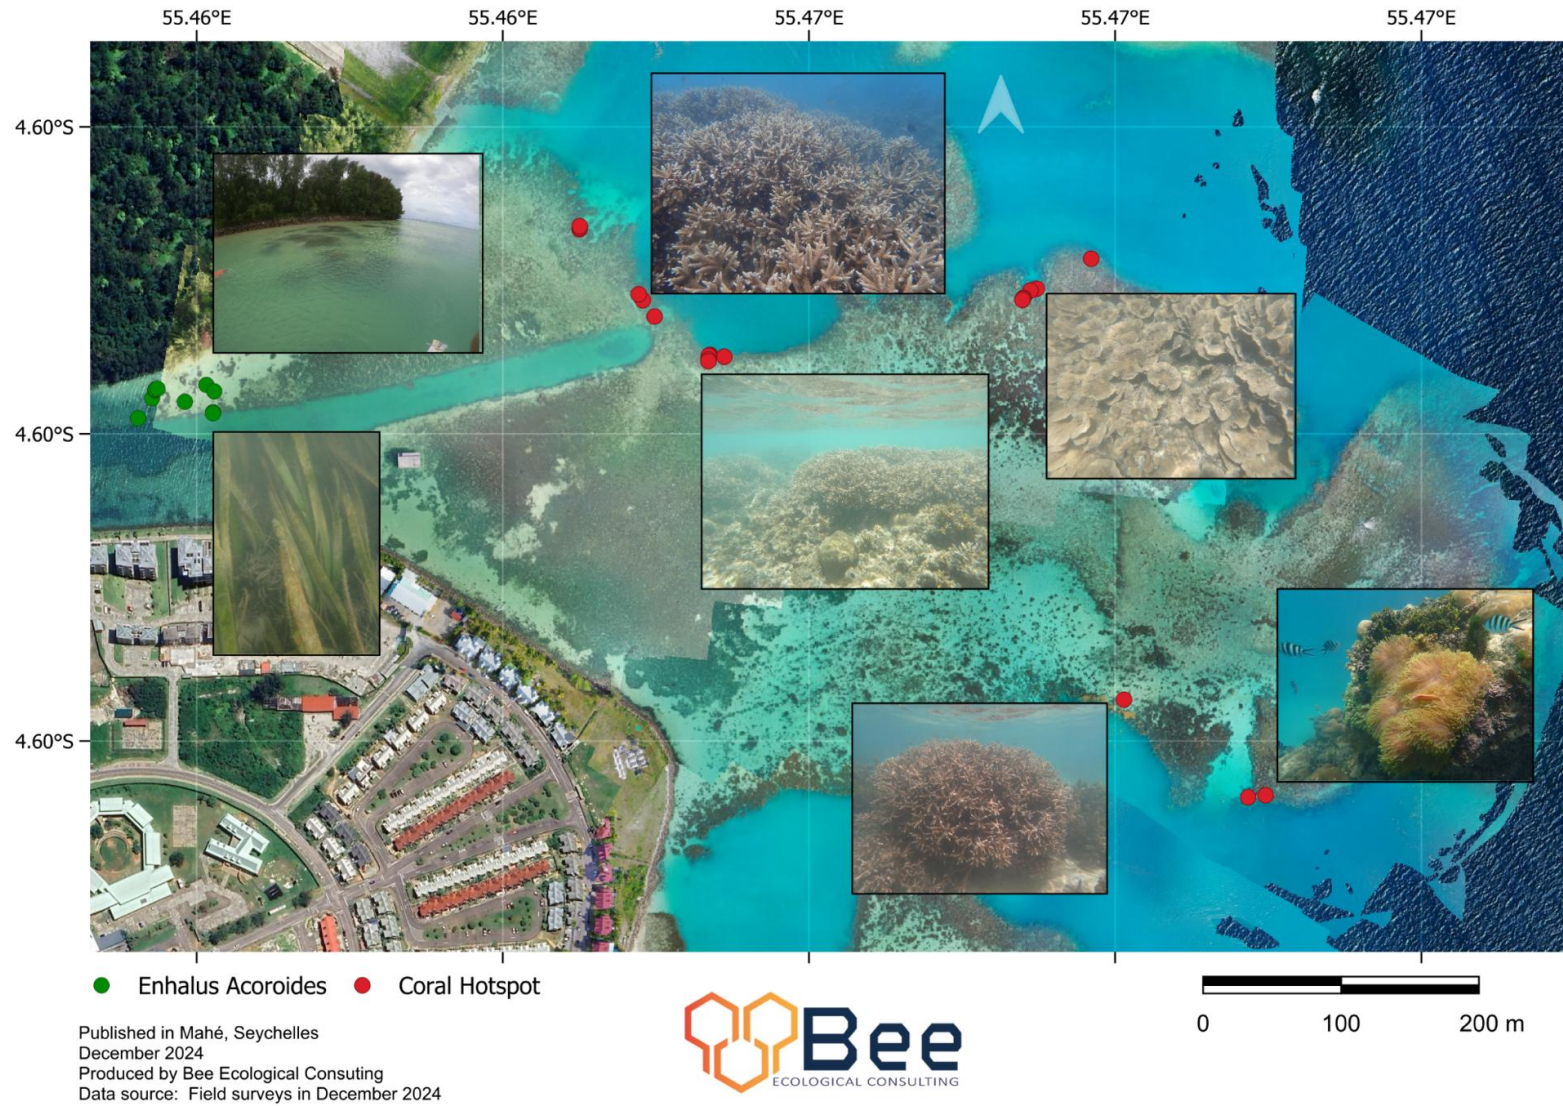 55.46°E 55.46°E 55.47°E 55.47°E 55.47°E
4.60°S
4.60°S
4.60°S
Enhalus Acoroides Coral Hotspot
Published in Mahé, Seychelles
December 2024
Produced by Bee Ecological Consuting
Data source: Field surveys in December 2024
Bee
ECOLOGICAL CONSULTING
0 100 200 m